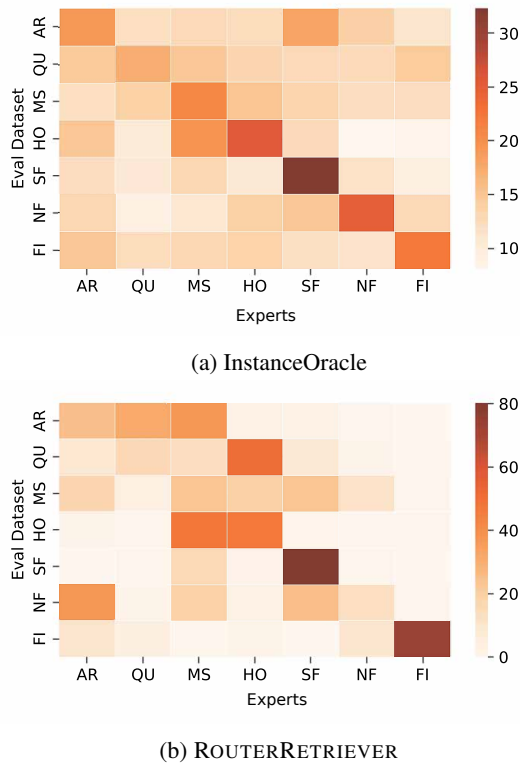 Eval Dataset
AR
QU
MS
HO
SF
NF
FI
AR QU MS HO SF NF FI
Experts
30
25
20
15
10
(a) InstanceOracle
Eval Dataset
AR
QU
MS
HO
SF
NF
FI
AR QU MS HO SF NF FI
Experts
80
60
40
20
0
(b) ROUTERRETRIEVER